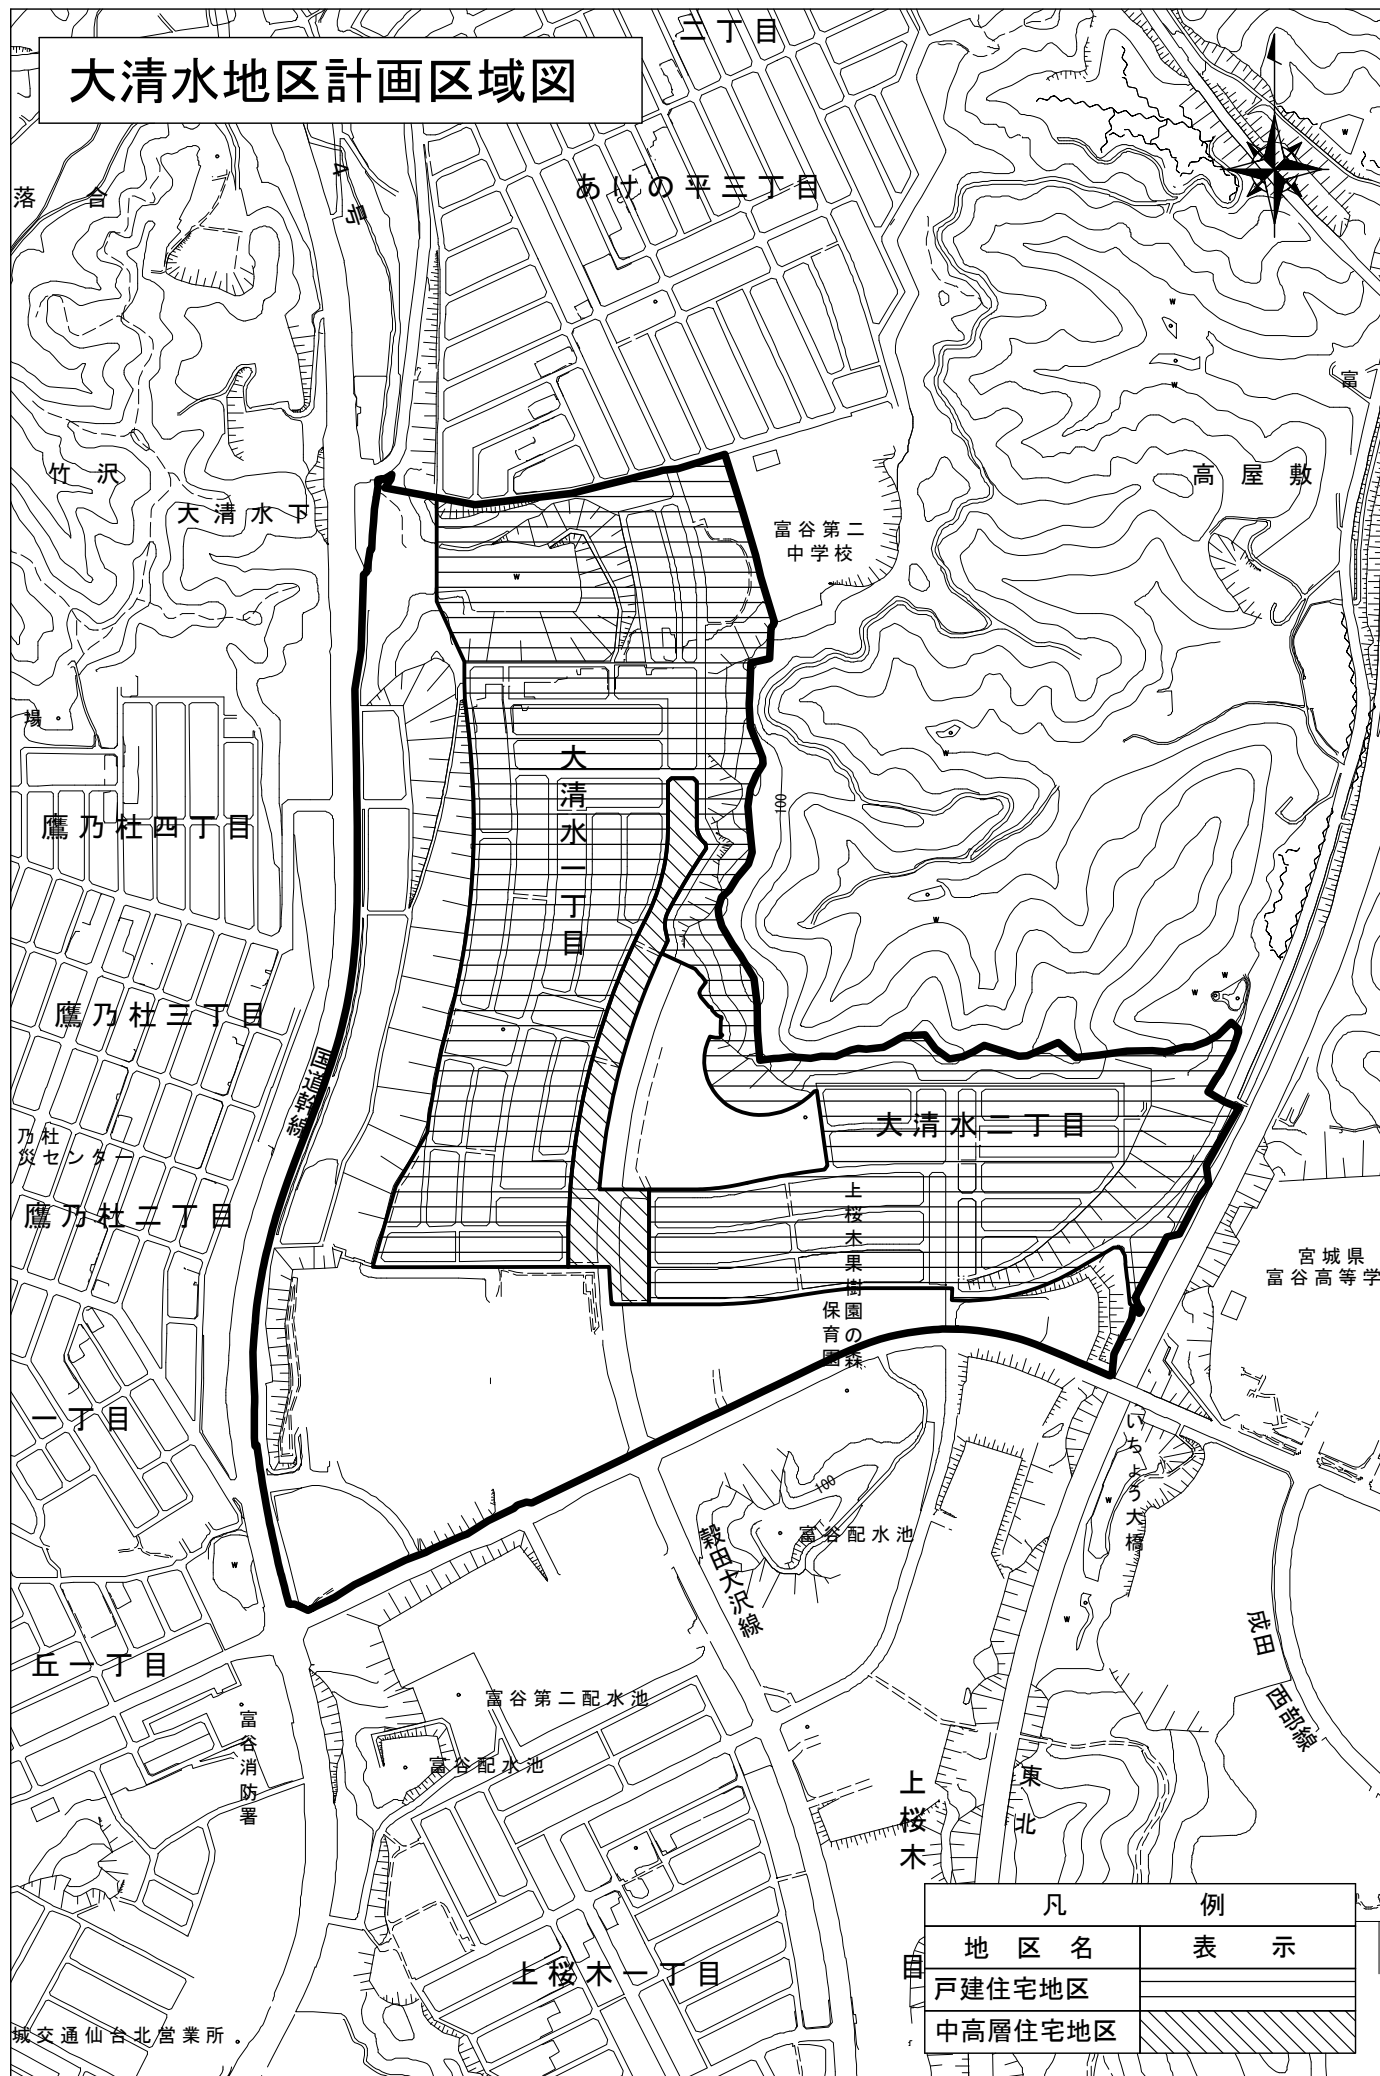 大清水地区計画区域図
二丁目
あけの平三丁目
4号
落合
竹沢
大清水下
富谷第二
中学校
高屋敷
富
場
鷹乃杜四丁目
鷹乃杜三丁目
乃杜
災センター
鷹乃杜二丁目
一丁目
丘一丁目
国道幹線
大清水一丁目
大清水二丁目
上桜木果樹園の森
保育園
100
宮城県
富谷高等学
いちょう大橋
穀田大沢線
100
富谷配水池
成田
西部線
富谷第二配水池
富谷配水池
富谷消防署
上桜木
目
東
北
上桜木一丁目
城交通仙台北営業所
凡例
地区名 表示
戸建住宅地区
中高層住宅地区